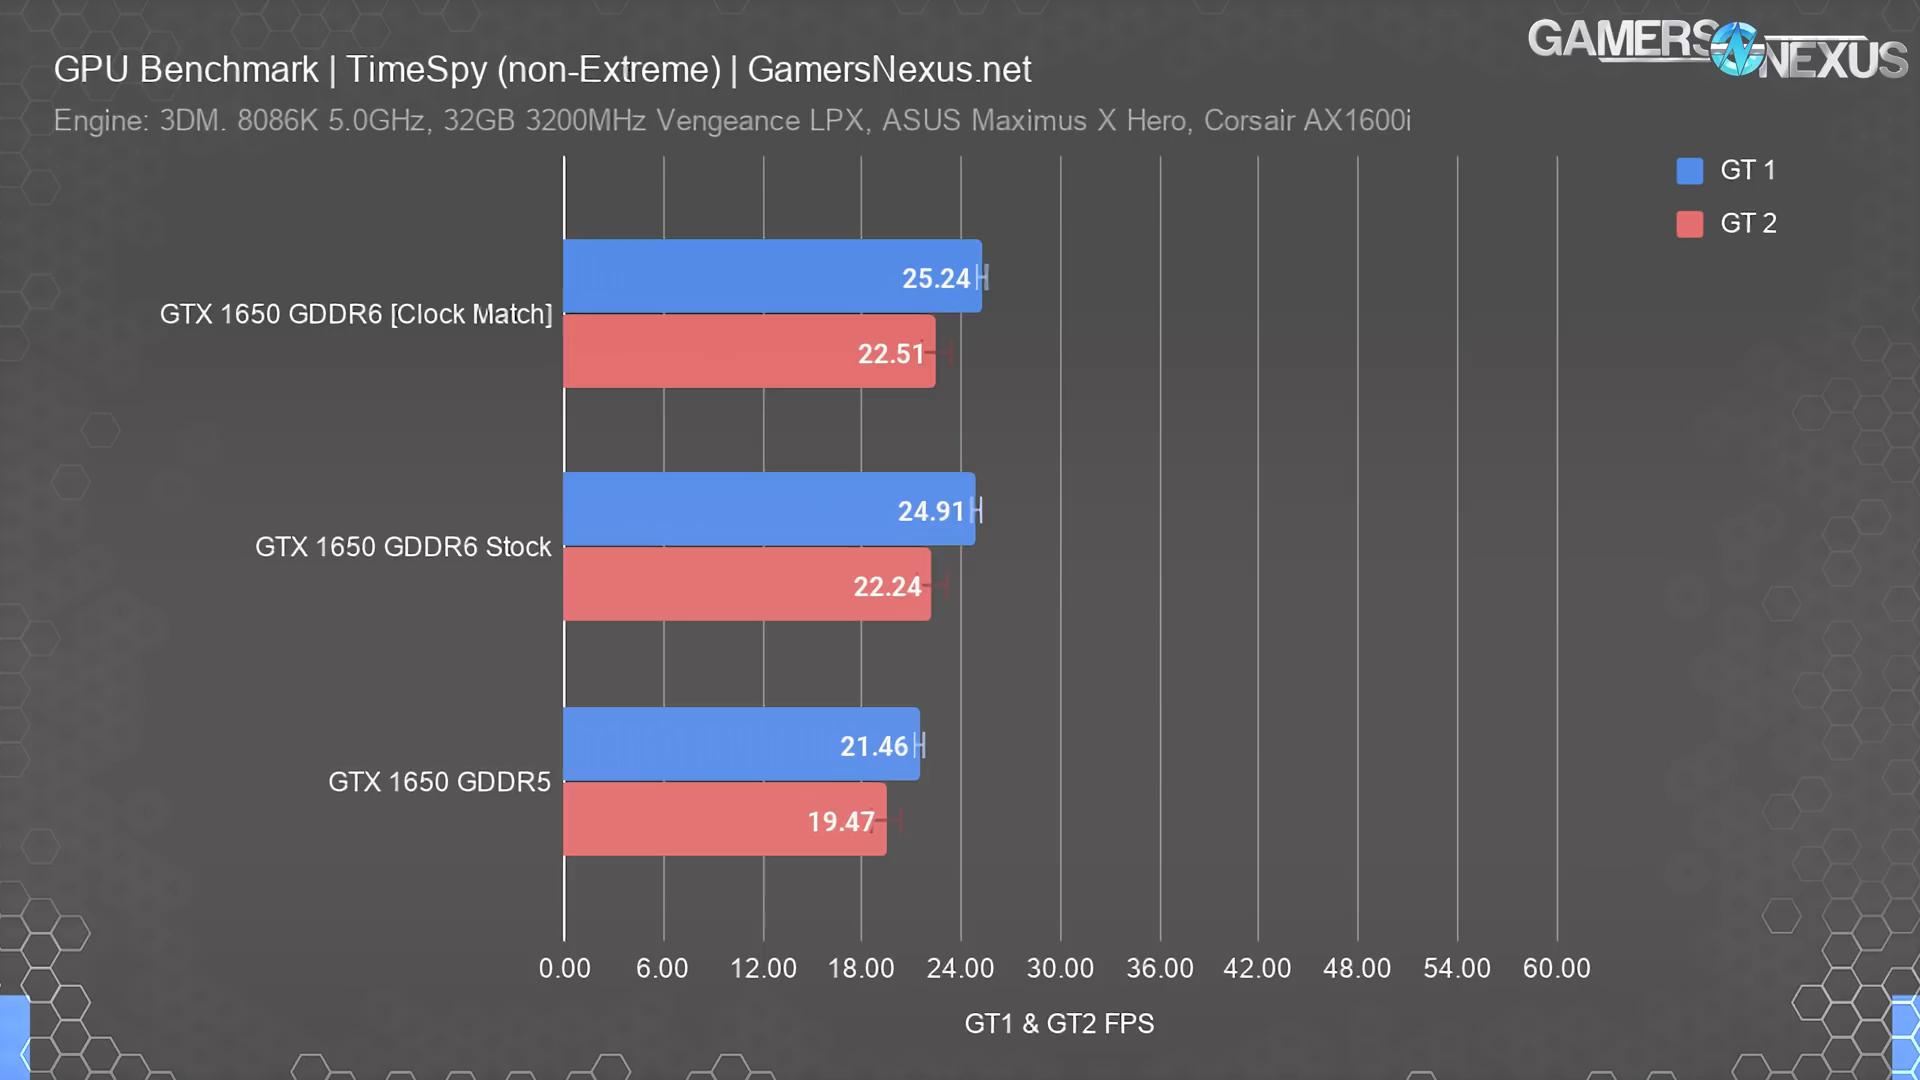 GAMERS NEXUS
GPU Benchmark | TimeSpy (non-Extreme) | GamersNexus.net
Engine: 3DM. 8086K 5.0GHz, 32GB 3200MHz Vengeance LPX, ASUS Maximus X Hero, Corsair AX1600i
GT 1
GT 2
GTX 1650 GDDR6 [Clock Match]
25.24
22.51
GTX 1650 GDDR6 Stock
24.91
22.24
GTX 1650 GDDR5
21.46
19.47
0.00 6.00 12.00 18.00 24.00 30.00 36.00 42.00 48.00 54.00 60.00
GT1 & GT2 FPS